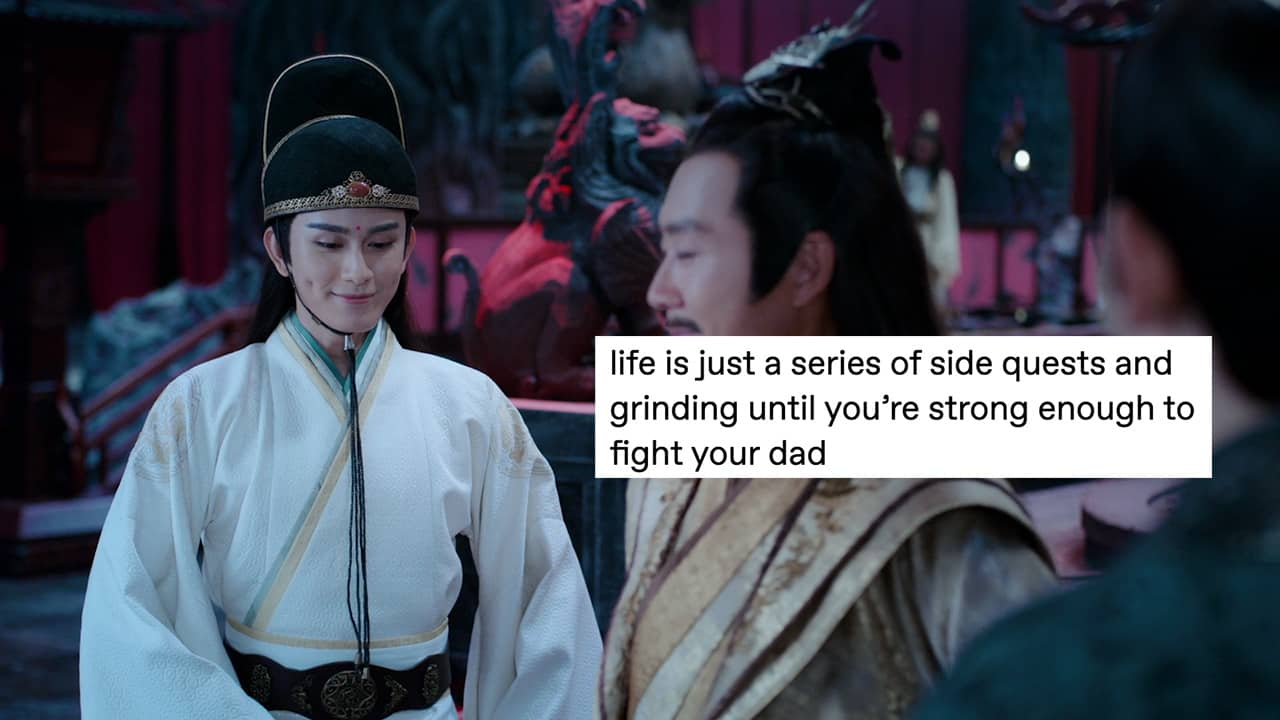 life is just a series of side quests and
grinding until you’re strong enough to
fight your dad